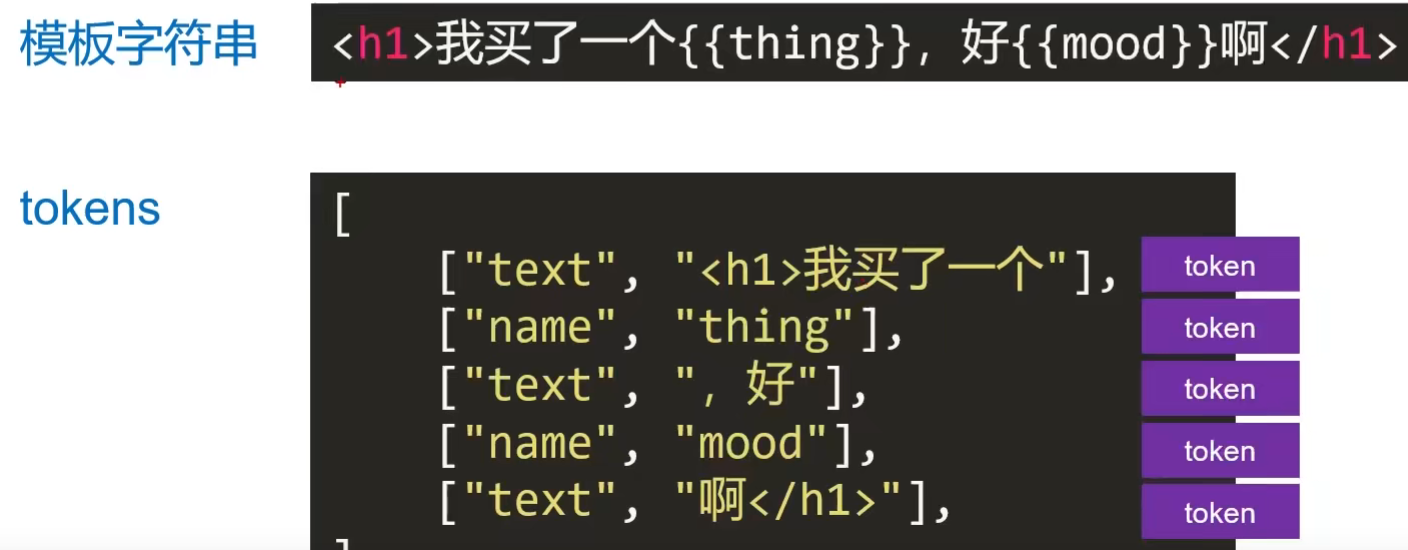 模板字符串 <h1>我买了一个{{thing}}，好{{mood}}啊</h1>
tokens
[
["text", "<h1>我买了一个"], token
["name", "thing"], token
["text", "，好"], token
["name", "mood"], token
["text", "啊</h1>"], token
]